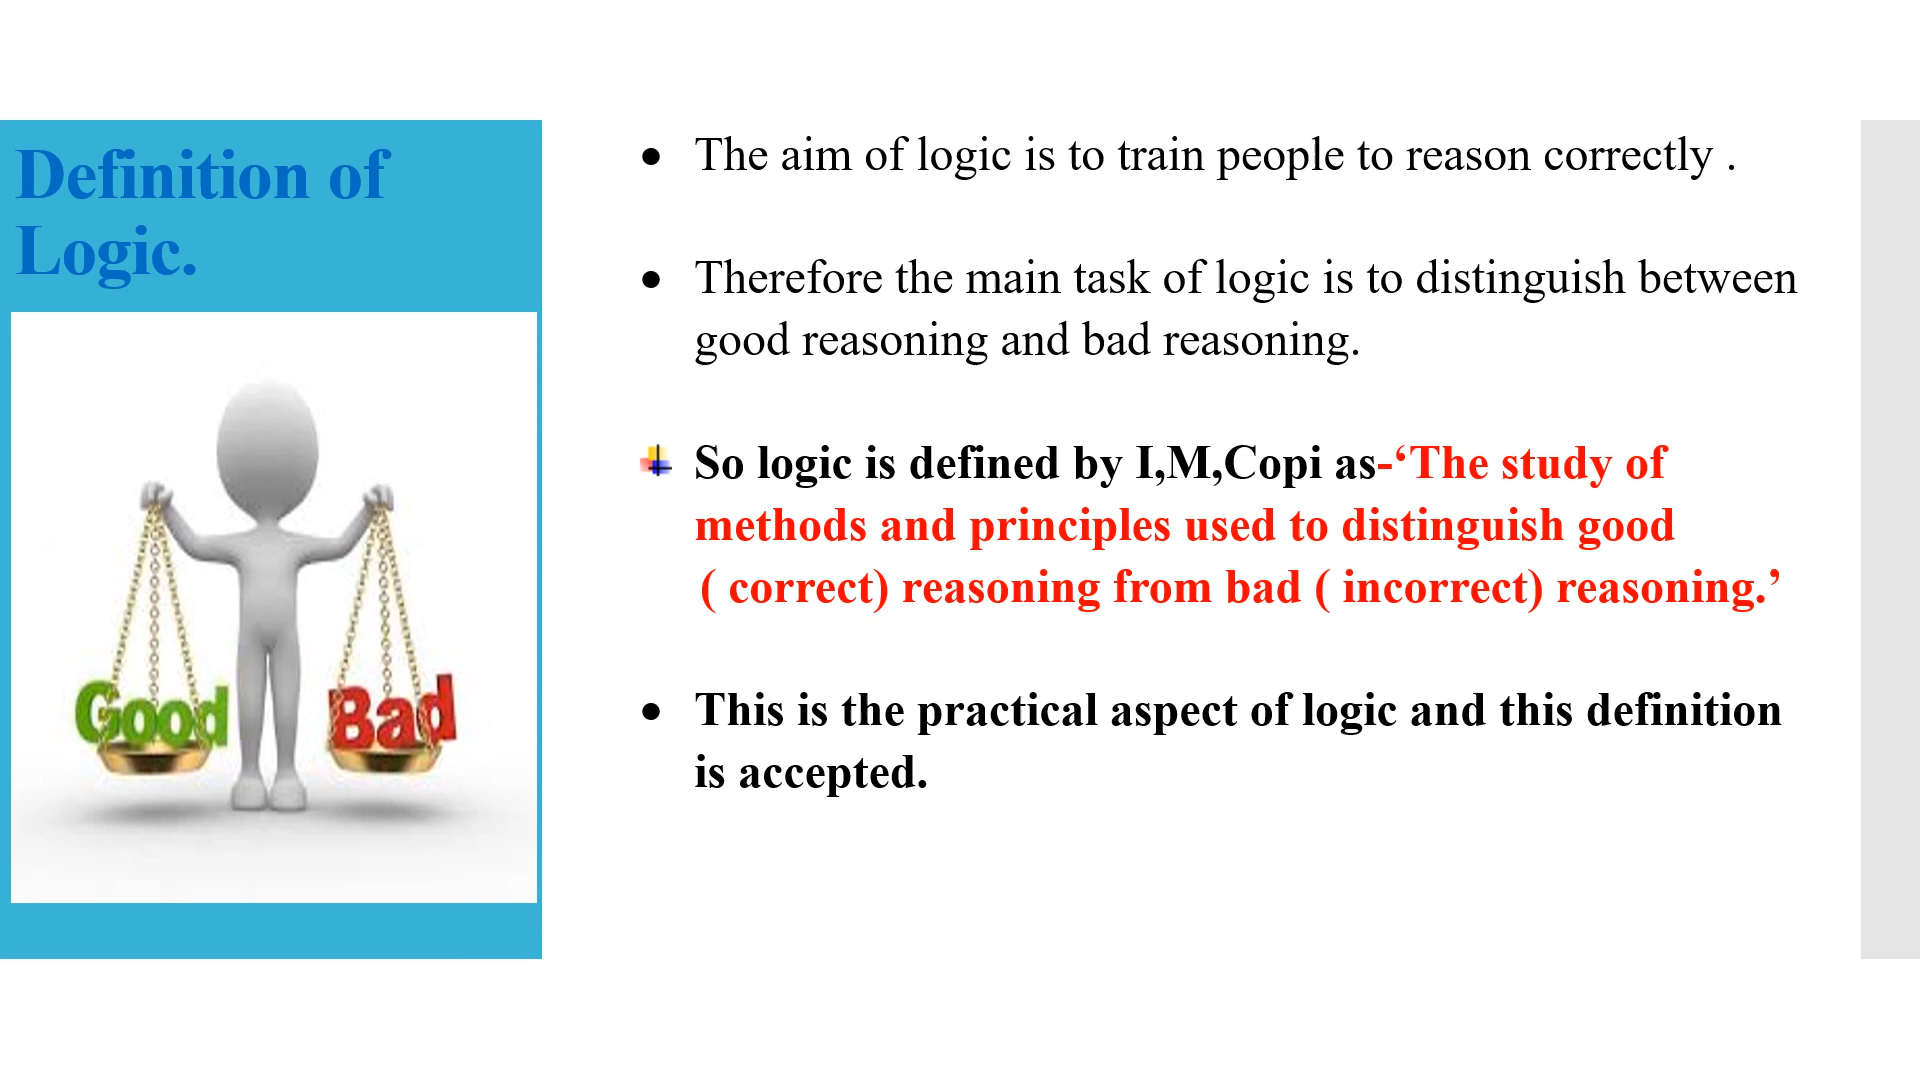 Definition of
Logic.
Good
Bad
• The aim of logic is to train people to reason correctly .
• Therefore the main task of logic is to distinguish between
good reasoning and bad reasoning.
So logic is defined by I,M,Copi as-‘The study of
methods and principles used to distinguish good
( correct) reasoning from bad ( incorrect) reasoning.’
• This is the practical aspect of logic and this definition
is accepted.